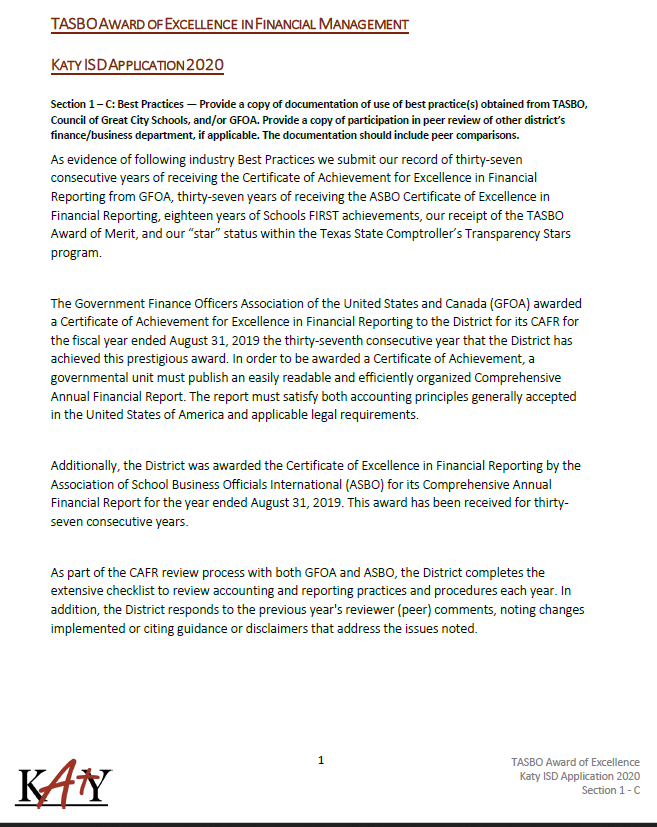 TASBO AWARD OF EXCELLENCE IN FINANCIAL MANAGEMENT
KATY ISD APPLICATION 2020
Section 1 – C: Best Practices — Provide a copy of documentation of use of best practice(s) obtained from TASBO,
Council of Great City Schools, and/or GFOA. Provide a copy of participation in peer review of other district's
finance/business department, if applicable. The documentation should include peer comparisons.
As evidence of following industry Best Practices we submit our record of thirty-seven
consecutive years of receiving the Certificate of Achievement for Excellence in Financial
Reporting from GFOA, thirty-seven years of receiving the ASBO Certificate of Excellence in
Financial Reporting, eighteen years of Schools FIRST achievements, our receipt of the TASBO
Award of Merit, and our “star” status within the Texas State Comptroller’s Transparency Stars
program.
The Government Finance Officers Association of the United States and Canada (GFOA) awarded
a Certificate of Achievement for Excellence in Financial Reporting to the District for its CAFR for
the fiscal year ended August 31, 2019 the thirty-seventh consecutive year that the District has
achieved this prestigious award. In order to be awarded a Certificate of Achievement, a
governmental unit must publish an easily readable and efficiently organized Comprehensive
Annual Financial Report. The report must satisfy both accounting principles generally accepted
in the United States of America and applicable legal requirements.
Additionally, the District was awarded the Certificate of Excellence in Financial Reporting by the
Association of School Business Officials International (ASBO) for its Comprehensive Annual
Financial Report for the year ended August 31, 2019. This award has been received for thirty-
seven consecutive years.
As part of the CAFR review process with both GFOA and ASBO, the District completes the
extensive checklist to review accounting and reporting practices and procedures each year. In
addition, the District responds to the previous year's reviewer (peer) comments, noting changes
implemented or citing guidance or disclaimers that address the issues noted.
1
TASBO Award of Excellence
Katy ISD Application 2020
Section 1 - C
KATY